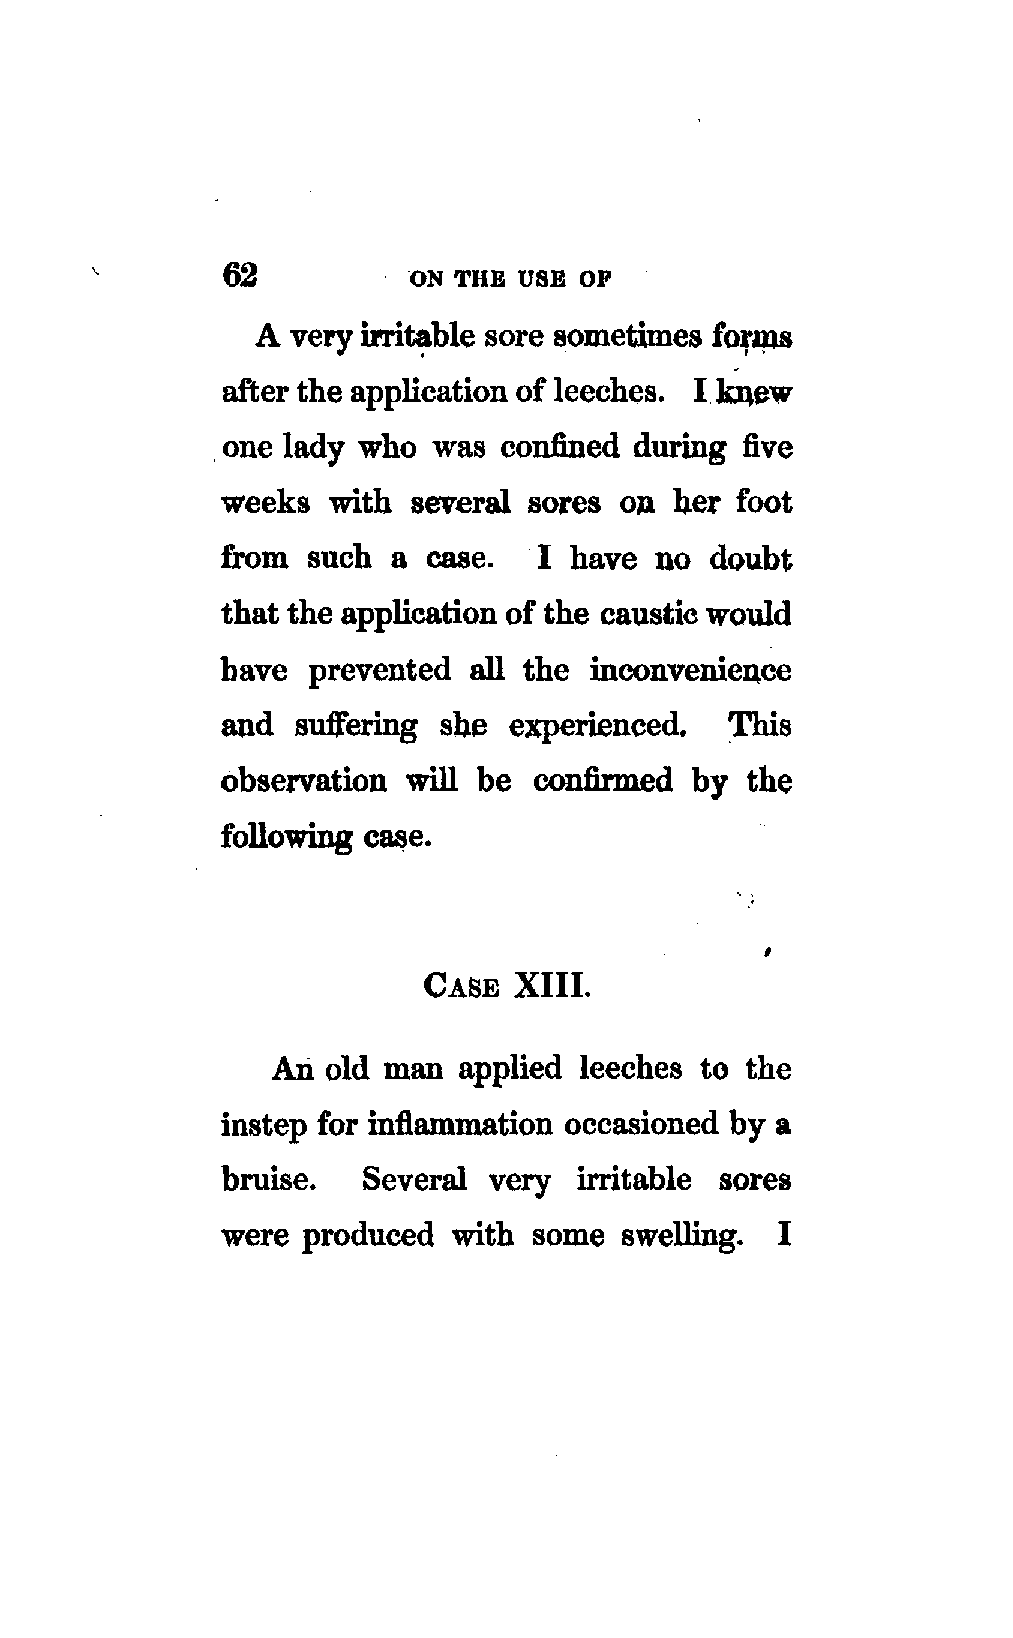 62 ON THE USE OF
A very irritable sore sometimes forms
after the application of leeches. I knew
one lady who was confined during five
weeks with several sores on her foot
from such a case. I have no doubt
that the application of the caustic would
have prevented all the inconvenience
and suffering she experienced. This
observation will be confirmed by the
following case.
CASE XIII.
An old man applied leeches to the
instep for inflammation occasioned by a
bruise. Several very irritable sores
were produced with some swelling. I